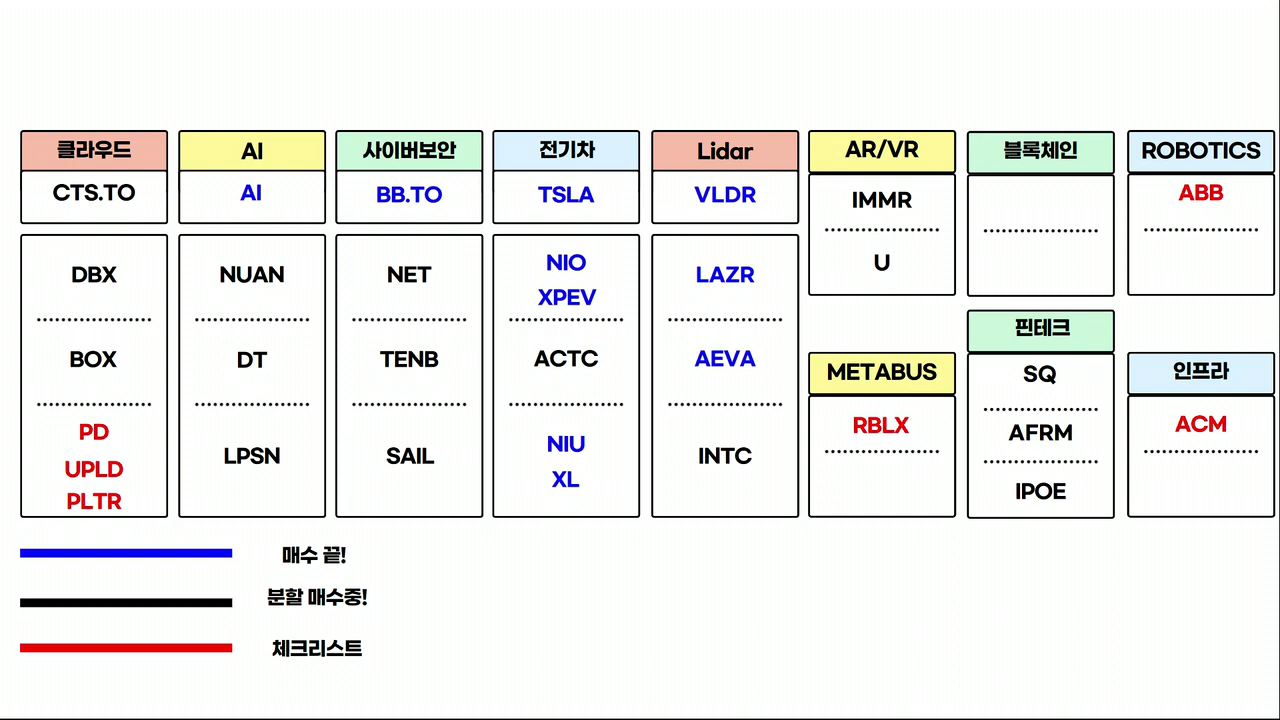 클라우드
CTS.TO
DBX
BOX
PD
UPLD
PLTR
AI
AI
NUAN
DT
LPSN
사이버보안
BB.TO
NET
TENB
SAIL
전기차
TSLA
NIO
XPEV
ACTC
NIU
XL
Lidar
VLDR
LAZR
AEVA
INTC
AR/VR
IMMR
U
METABUS
RBLX
블록체인
핀테크
SQ
AFRM
IPOE
ROBOTICS
ABB
인프라
ACM
매수 끝!
분할 매수중!
체크리스트